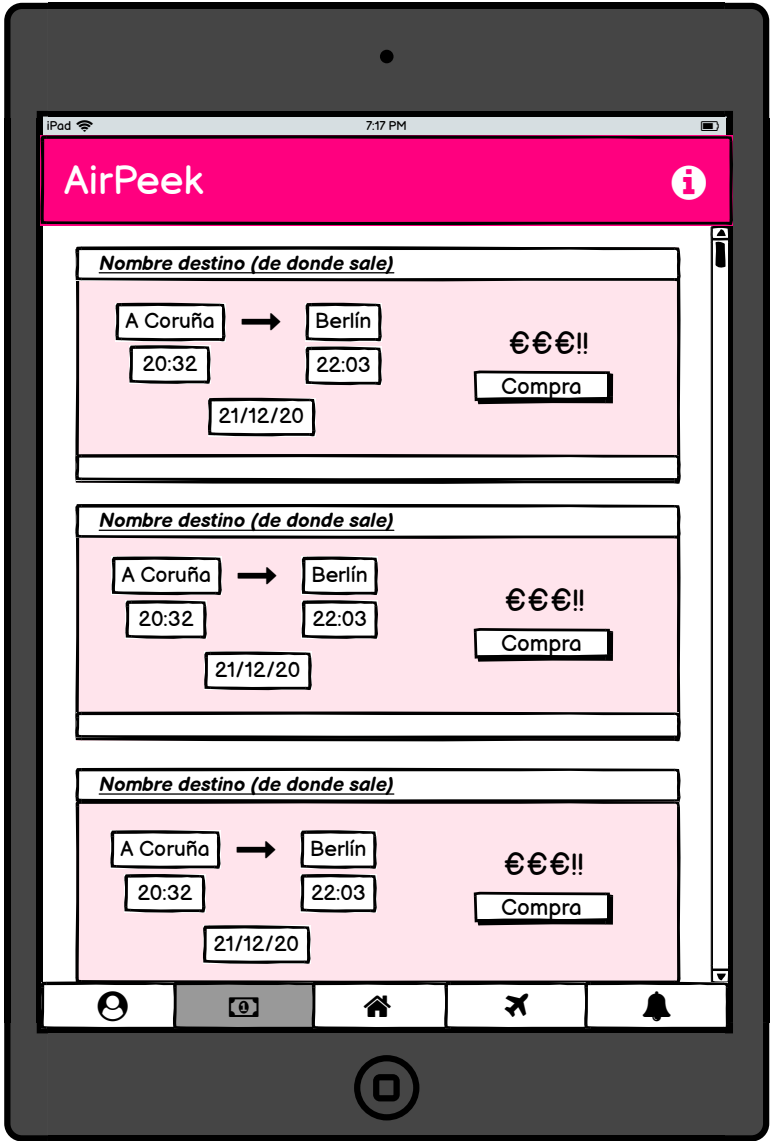 iPad 7:17 PM
AirPeek
Nombre destino (de donde sale)
A Coruña Berlín
20:32 22:03
€€€!!
Compra
21/12/20
Nombre destino (de donde sale)
A Coruña Berlín
20:32 22:03
€€€!!
Compra
21/12/20
Nombre destino (de donde sale)
A Coruña Berlín
20:32 22:03
€€€!!
Compra
21/12/20